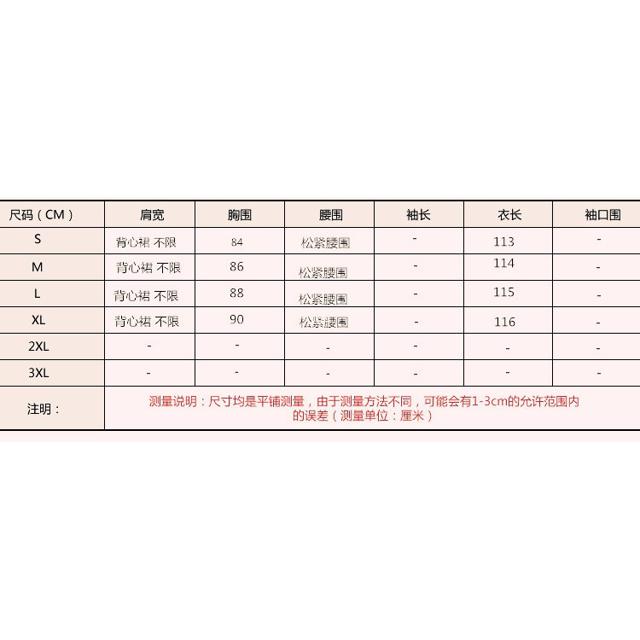 尺码（CM） 肩宽 胸围 腰围 袖长 衣长 袖口围
S 背心裙 不限 84 松紧腰围 - 113 -
M 背心裙 不限 86 松紧腰围 - 114 -
L 背心裙 不限 88 松紧腰围 - 115 -
XL 背心裙 不限 90 松紧腰围 - 116 -
2XL - - - - - -
3XL - - - - - -
注明： 测量说明：尺寸均是平铺测量，由于测量方法不同，可能会有1-3cm的允许范围内
的误差（测量单位：厘米）